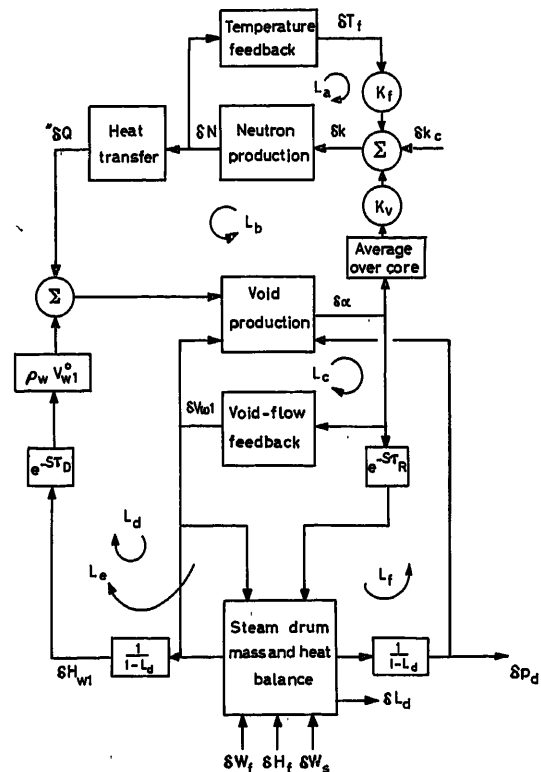 Temperature
feedback
δT_f
L_a
K_f
"δQ
Heat
transfer
δN
Neutron
production
δk
Σ
δk_c
K_v
L_b
Average
over core
Σ
Void
production
δα
ρ_w V_w1^o
L_c
δV_ω1
Void-flow
feedback
e^-Sτ_D
e^-Sτ_R
L_d
L_e
L_f
Steam drum
mass and heat
balance
δH_w1
1/(1-L_d)
1/(1-L_d)
δp_d
δL_d
δW_f δH_f δW_s